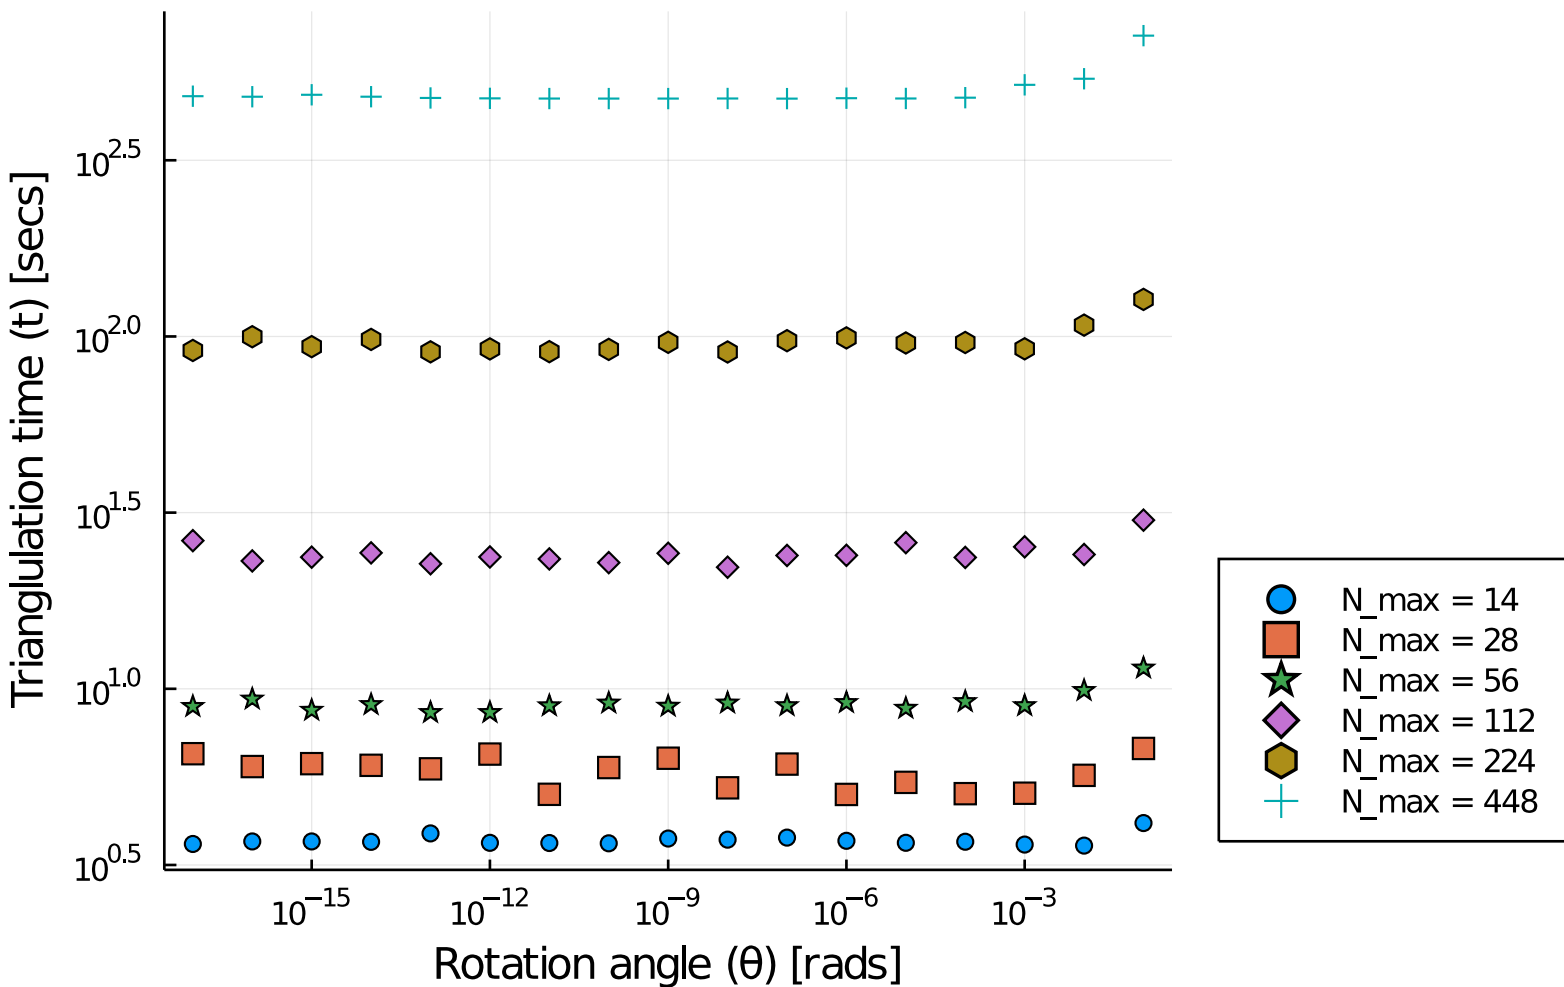 Trianglulation time (t) [secs]
10^2.5
10^2.0
10^1.5
10^1.0
10^0.5
10^−15
10^−12
10^−9
10^−6
10^−3
Rotation angle (θ) [rads]
N_max = 14
N_max = 28
N_max = 56
N_max = 112
N_max = 224
N_max = 448